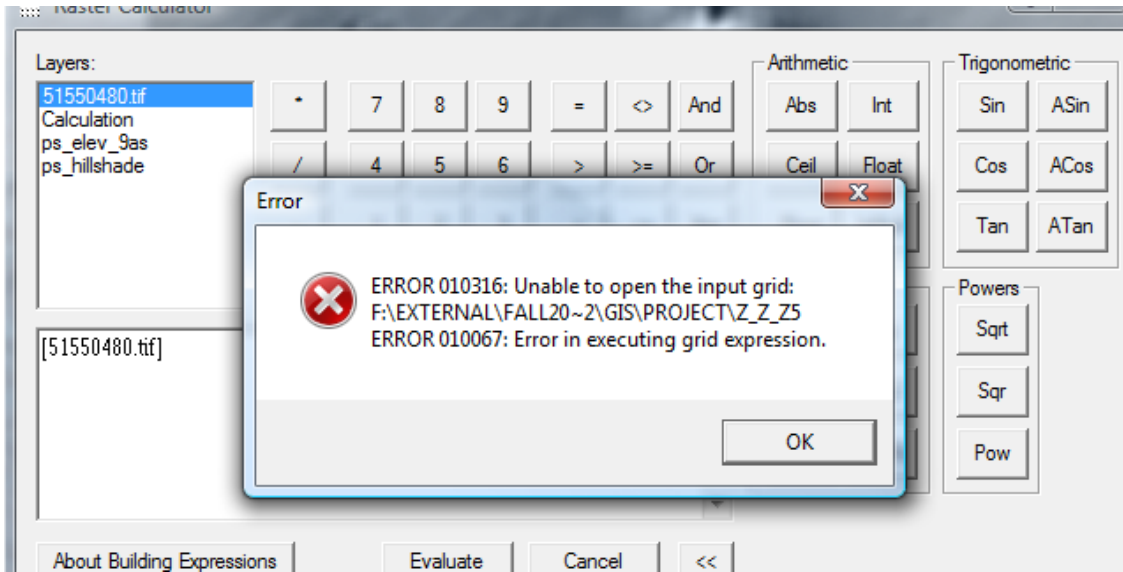 Raster Calculator
Layers:
Arithmetic
Trigonometric
51550480.tif
Calculation
ps_elev_9as
ps_hillshade
* 7 8 9 = <> And Abs Int Sin ASin
/ 4 5 6 > >= Or Ceil Float Cos ACos
Error
X
Tan ATan
ERROR 010316: Unable to open the input grid:
F:\EXTERNAL\FALL20~2\GIS\PROJECT\Z_Z_Z5
ERROR 010067: Error in executing grid expression.
Powers
[51550480.tif]
Sqrt
Sqr
OK
Pow
About Building Expressions
Evaluate
Cancel
<<